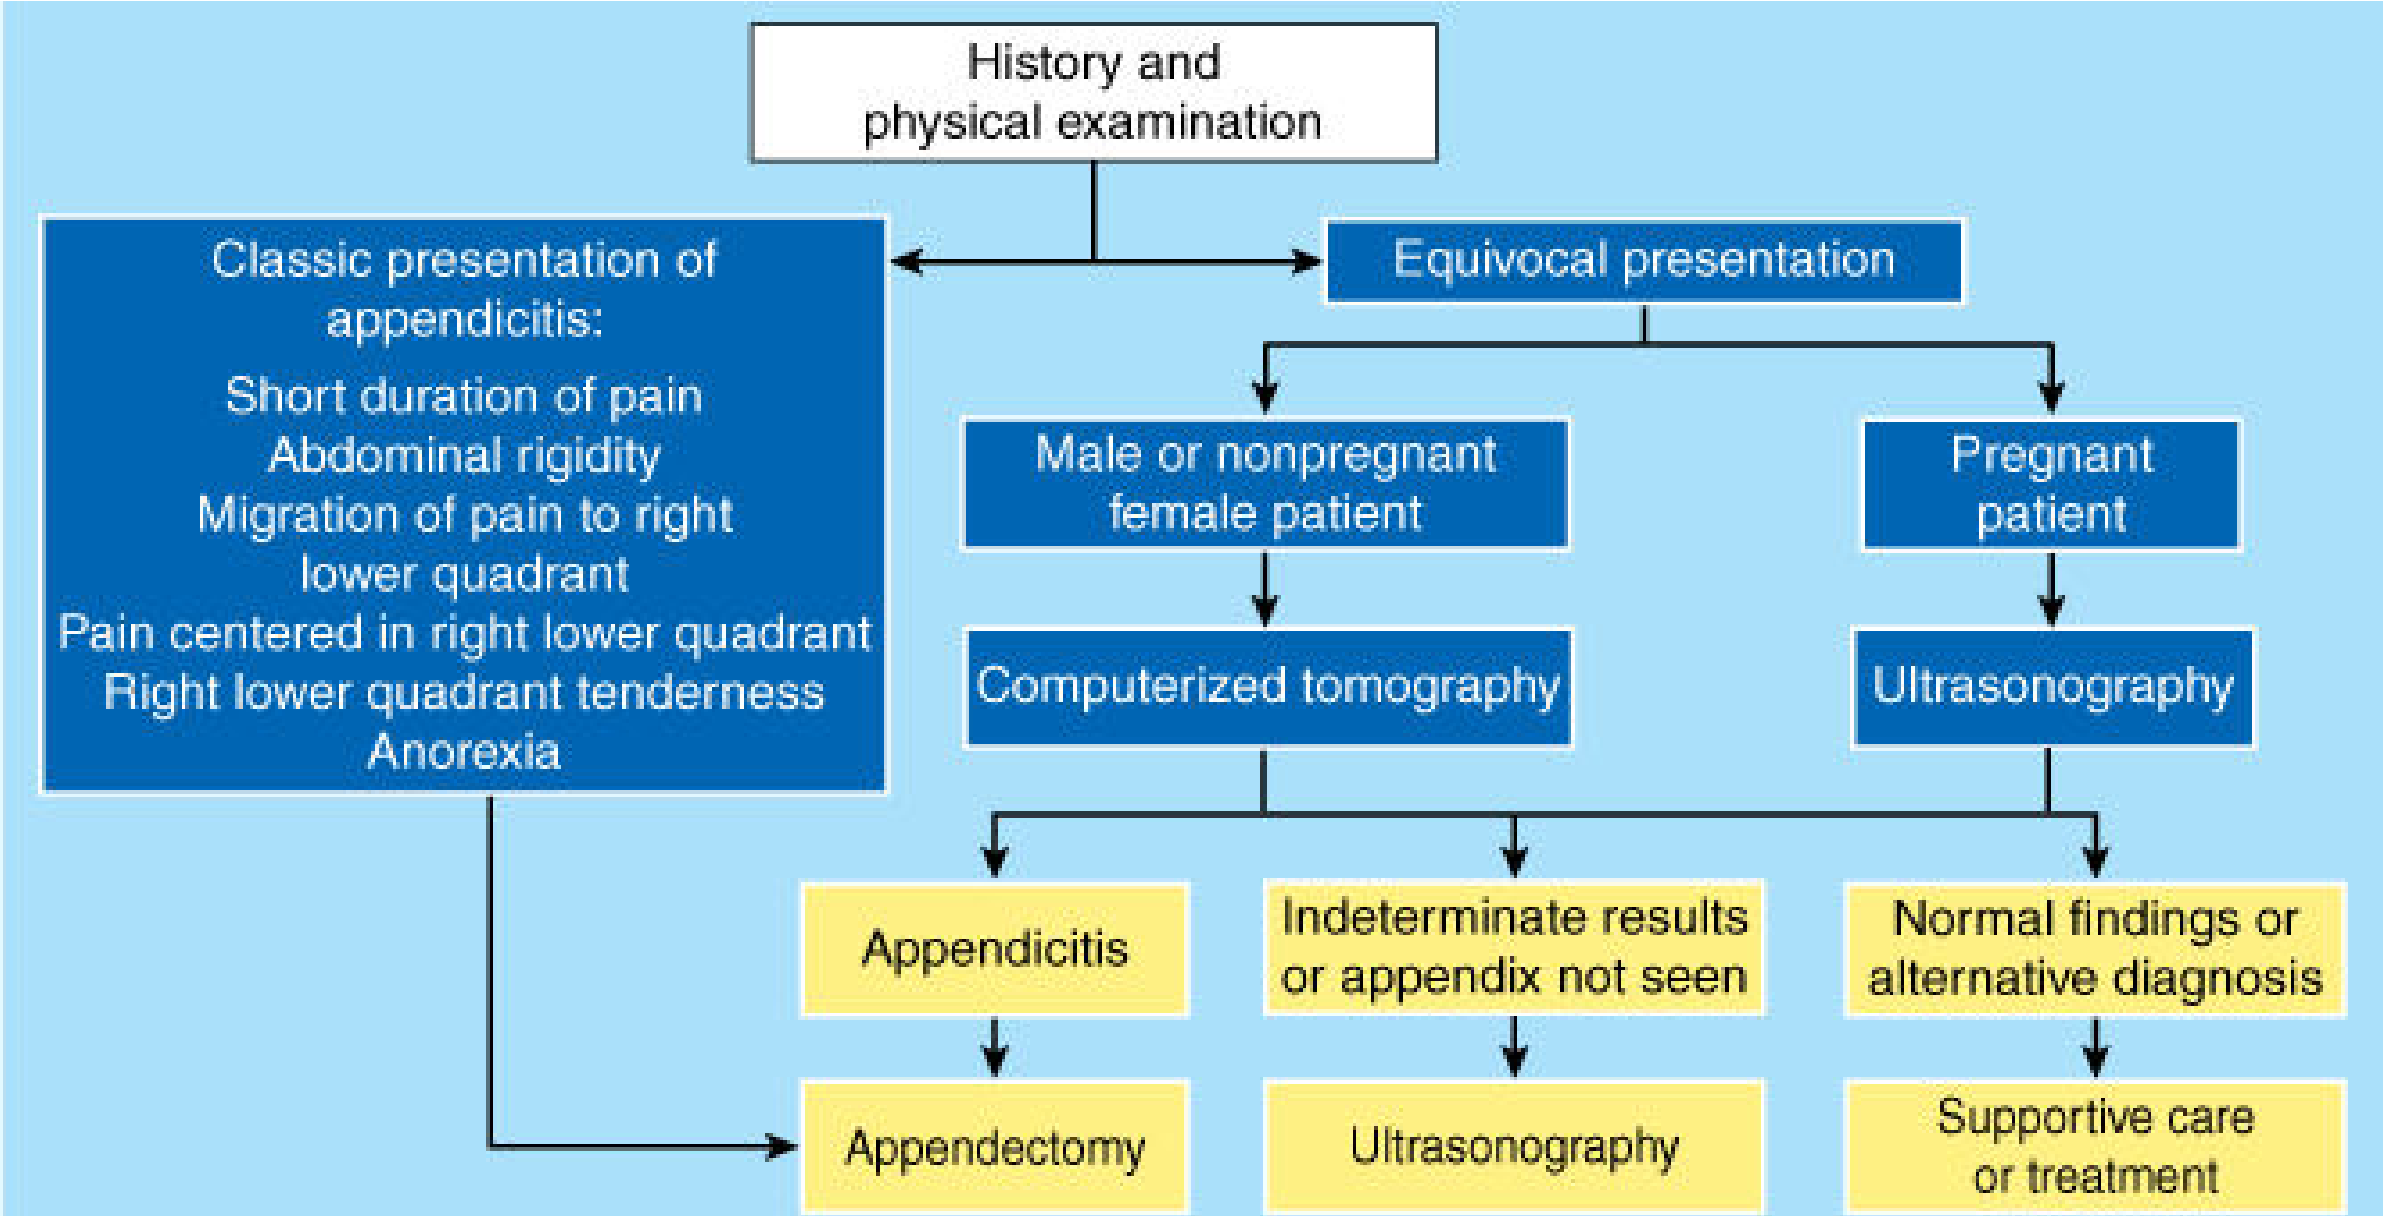 History and
physical examination
Classic presentation of
appendicitis:
Short duration of pain
Abdominal rigidity
Migration of pain to right
lower quadrant
Pain centered in right lower quadrant
Right lower quadrant tenderness
Anorexia
Equivocal presentation
Male or nonpregnant
female patient
Pregnant
patient
Computerized tomography
Ultrasonography
Appendicitis
Indeterminate results
or appendix not seen
Normal findings or
alternative diagnosis
Appendectomy
Ultrasonography
Supportive care
or treatment